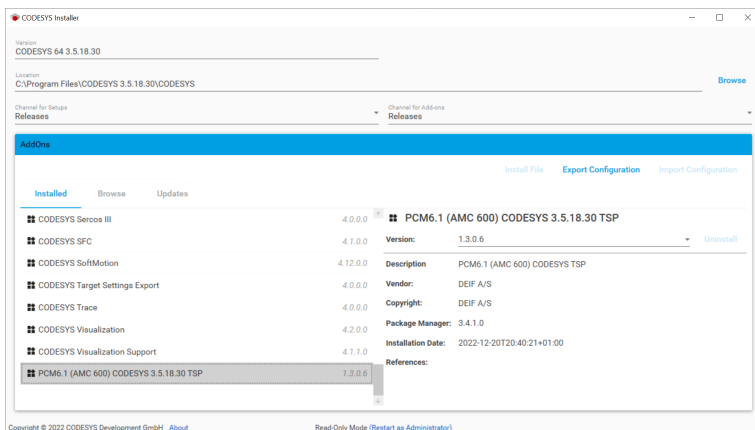 CODESYS Installer
Version
CODESYS 64 3.5.18.30
Location
C:\Program Files\CODESYS 3.5.18.30\CODESYS
Browse
Channel for Setups
Releases
Channel for Add-ons
Releases
AddOns
Install File Export Configuration Import Configuration
Installed Browse Updates
CODESYS Sercos III 4.0.0.0
CODESYS SFC 4.1.0.0
CODESYS SoftMotion 4.12.0.0
CODESYS Target Settings Export 4.0.0.0
CODESYS Trace 4.0.0.0
CODESYS Visualization 4.2.0.0
CODESYS Visualization Support 4.1.1.0
PCM6.1 (AMC 600) CODESYS 3.5.18.30 TSP 1.3.0.6
PCM6.1 (AMC 600) CODESYS 3.5.18.30 TSP
Version: 1.3.0.6 Uninstall
Description PCM6.1 (AMC 600) CODESYS TSP
Vendor: DEIF A/S
Copyright: DEIF A/S
Package Manager: 3.4.1.0
Installation Date: 2022-12-20T20:40:21+01:00
References:
Copyright © 2022 CODESYS Development GmbH About
Read-Only Mode (Restart as Administrator)